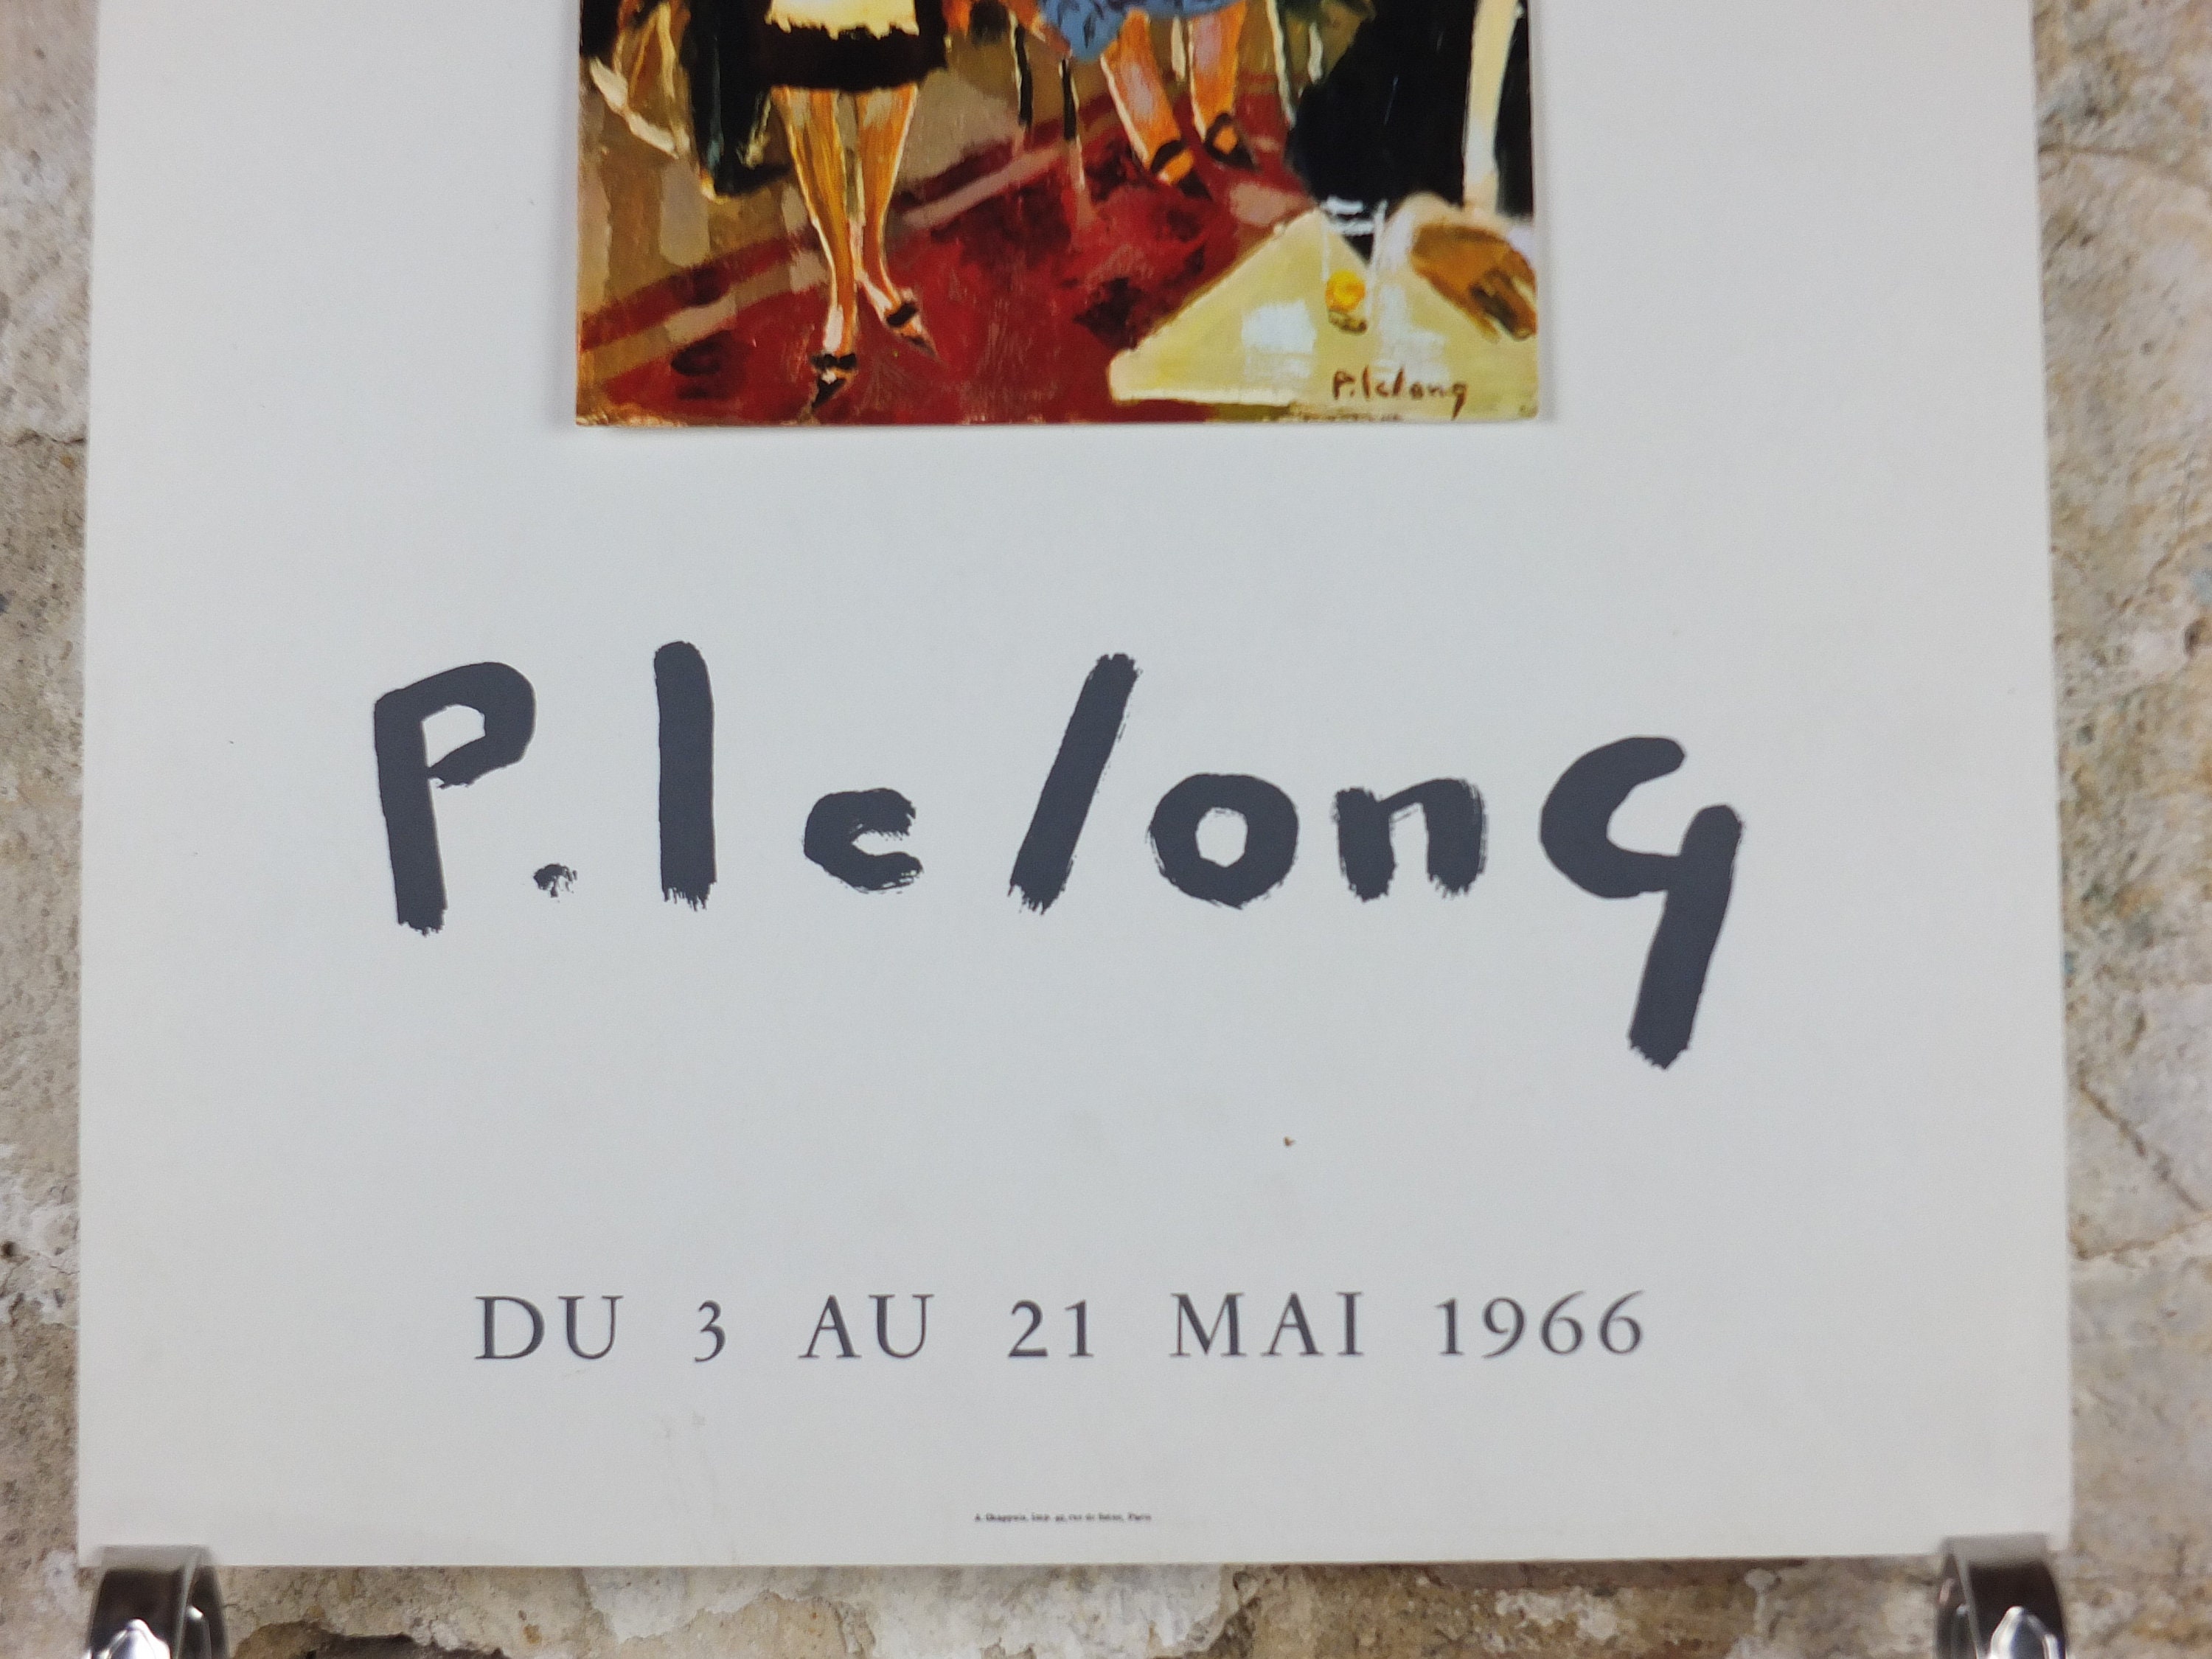 P. lelong
P. lelong
DU 3 AU 21 MAI 1966